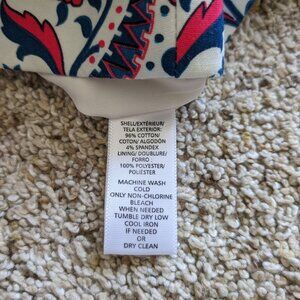 SHELL/EXTÉRIEUR/
TELA EXTERIOR:
96% COTTON/
COTON/ALGODÓN
4% SPANDEX
LINING/ DOUBLURE/
FORRO
100% POLYESTER/
POLIÉSTER
MACHINE WASH
COLD
ONLY NON-CHLORINE
BLEACH
WHEN NEEDED
TUMBLE DRY LOW
COOL IRON
IF NEEDED
OR
DRY CLEAN